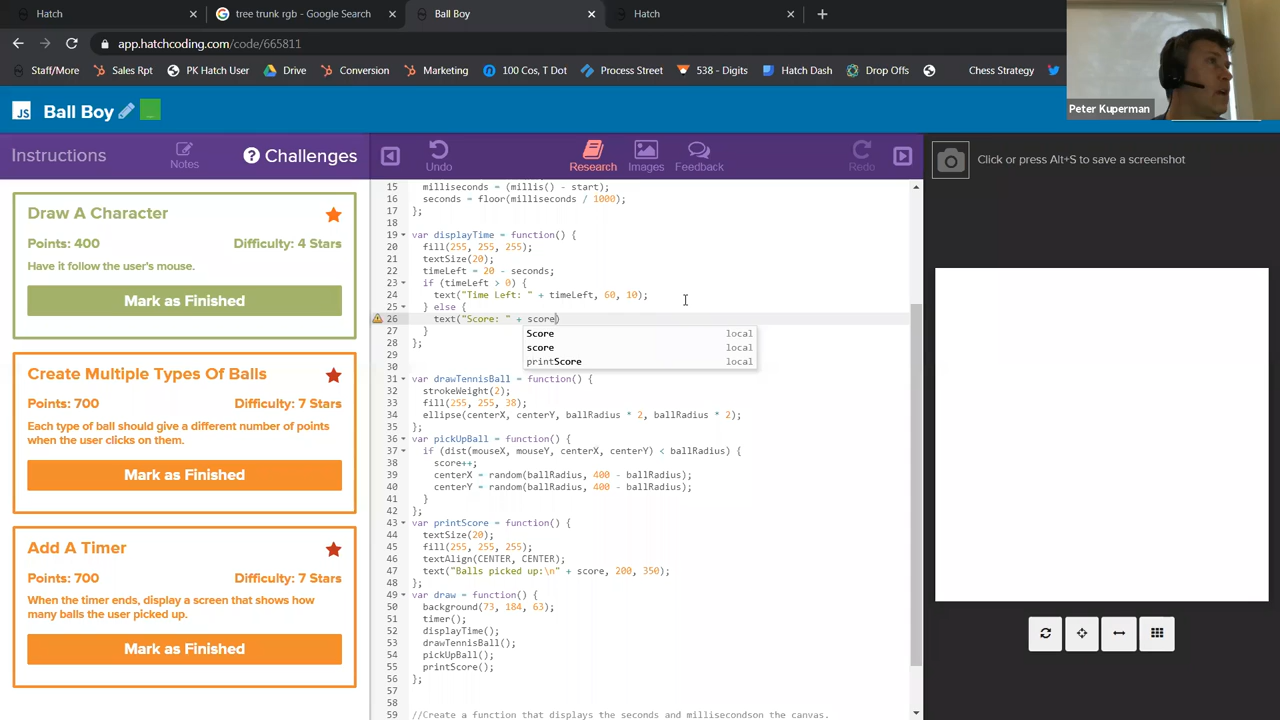 Hatch
tree trunk rgb - Google Search
Ball Boy
Hatch
app.hatchcoding.com/code/665811
Staff/More
Sales Rpt
PK Hatch User
Drive
Conversion
Marketing
100 Cos, T Dot
Process Street
538 - Digits
Hatch Dash
Drop Offs
Chess Strategy
Peter Kuperman
JS
Ball Boy
Instructions
Notes
Challenges
Undo
Research
Images
Feedback
Redo
Click or press Alt+S to save a screenshot
Draw A Character
Points: 400
Difficulty: 4 Stars
Have it follow the user's mouse.
Mark as Finished
Create Multiple Types Of Balls
Points: 700
Difficulty: 7 Stars
Each type of ball should give a different number of points
when the user clicks on them.
Mark as Finished
Add A Timer
Points: 700
Difficulty: 7 Stars
When the timer ends, display a screen that shows how
many balls the user picked up.
Mark as Finished
15 milliseconds = (millis() - start);
16 seconds = floor(milliseconds / 1000);
17 };
18
19 var displayTime = function() {
20 fill(255, 255, 255);
21 textSize(20);
22 timeLeft = 20 - seconds;
23 if (timeLeft > 0) {
24 text("Time Left: " + timeLeft, 60, 10);
25 } else {
26 text("Score: " + score)
27 }
28 };
29
30
31 var drawTennisBall = function() {
32 strokeWeight(2);
33 fill(255, 255, 38);
34 ellipse(centerX, centerY, ballRadius * 2, ballRadius * 2);
35 };
36 var pickUpBall = function() {
37 if (dist(mouseX, mouseY, centerX, centerY) < ballRadius) {
38 score++;
39 centerX = random(ballRadius, 400 - ballRadius);
40 centerY = random(ballRadius, 400 - ballRadius);
41 }
42 };
43 var printScore = function() {
44 textSize(20);
45 fill(255, 255, 255);
46 textAlign(CENTER, CENTER);
47 text("Balls picked up:\n" + score, 200, 350);
48 };
49 var draw = function() {
50 background(73, 184, 63);
51 timer();
52 displayTime();
53 drawTennisBall();
54 pickUpBall();
55 printScore();
56 };
57
58
59 //Create a function that displays the seconds and millisecondson the canvas.
Score local
score local
printScore local